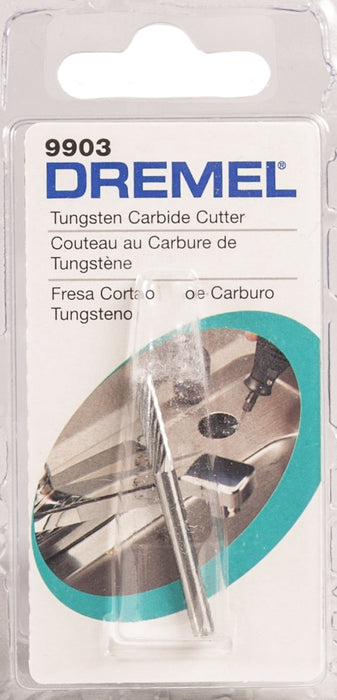 9903
DREMEL®
Tungsten Carbide Cutter
Couteau au Carbure de
Tungstène
Fresa Carburo
Tungsteno